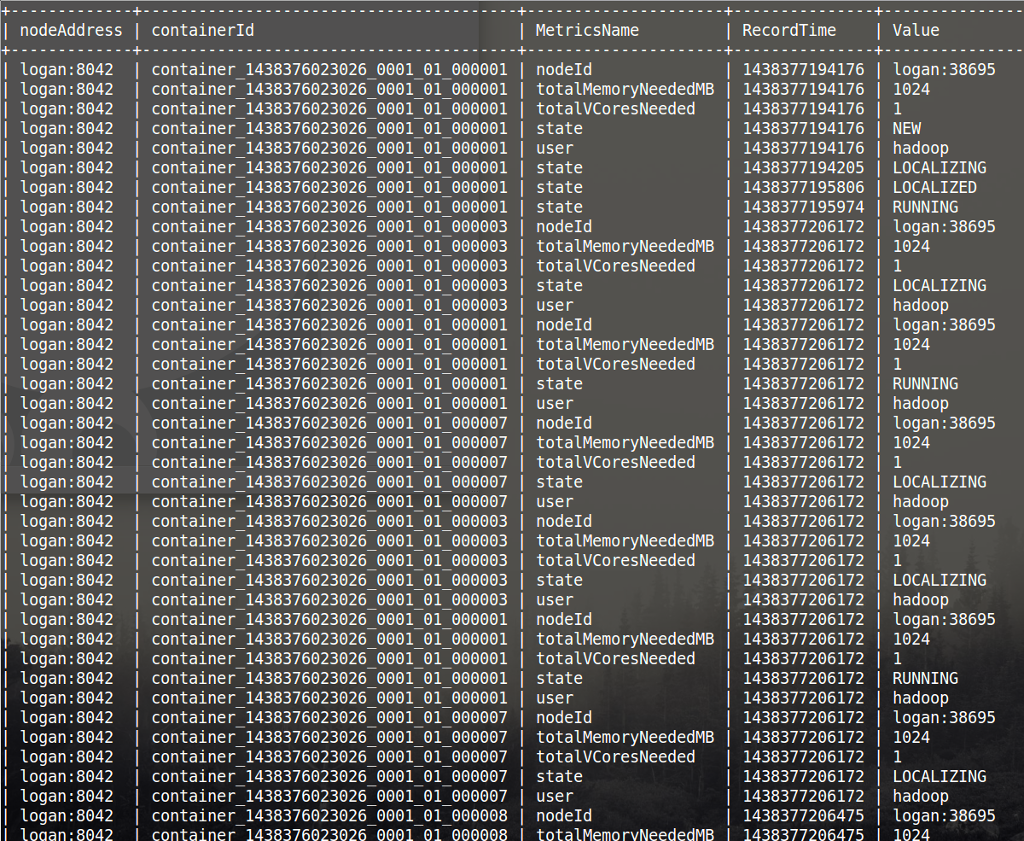 +-------------+----------------------------------------+---------------------+---------------+---------------
| nodeAddress | containerId                            | MetricsName         | RecordTime    | Value
+-------------+----------------------------------------+---------------------+---------------+---------------
| logan:8042  | container_1438376023026_0001_01_000001 | nodeId              | 1438377194176 | logan:38695
| logan:8042  | container_1438376023026_0001_01_000001 | totalMemoryNeededMB | 1438377194176 | 1024
| logan:8042  | container_1438376023026_0001_01_000001 | totalVCoresNeeded   | 1438377194176 | 1
| logan:8042  | container_1438376023026_0001_01_000001 | state               | 1438377194176 | NEW
| logan:8042  | container_1438376023026_0001_01_000001 | user                | 1438377194176 | hadoop
| logan:8042  | container_1438376023026_0001_01_000001 | state               | 1438377194205 | LOCALIZING
| logan:8042  | container_1438376023026_0001_01_000001 | state               | 1438377195806 | LOCALIZED
| logan:8042  | container_1438376023026_0001_01_000001 | state               | 1438377195974 | RUNNING
| logan:8042  | container_1438376023026_0001_01_000003 | nodeId              | 1438377206172 | logan:38695
| logan:8042  | container_1438376023026_0001_01_000003 | totalMemoryNeededMB | 1438377206172 | 1024
| logan:8042  | container_1438376023026_0001_01_000003 | totalVCoresNeeded   | 1438377206172 | 1
| logan:8042  | container_1438376023026_0001_01_000003 | state               | 1438377206172 | LOCALIZING
| logan:8042  | container_1438376023026_0001_01_000003 | user                | 1438377206172 | hadoop
| logan:8042  | container_1438376023026_0001_01_000001 | nodeId              | 1438377206172 | logan:38695
| logan:8042  | container_1438376023026_0001_01_000001 | totalMemoryNeededMB | 1438377206172 | 1024
| logan:8042  | container_1438376023026_0001_01_000001 | totalVCoresNeeded   | 1438377206172 | 1
| logan:8042  | container_1438376023026_0001_01_000001 | state               | 1438377206172 | RUNNING
| logan:8042  | container_1438376023026_0001_01_000001 | user                | 1438377206172 | hadoop
| logan:8042  | container_1438376023026_0001_01_000007 | nodeId              | 1438377206172 | logan:38695
| logan:8042  | container_1438376023026_0001_01_000007 | totalMemoryNeededMB | 1438377206172 | 1024
| logan:8042  | container_1438376023026_0001_01_000007 | totalVCoresNeeded   | 1438377206172 | 1
| logan:8042  | container_1438376023026_0001_01_000007 | state               | 1438377206172 | LOCALIZING
| logan:8042  | container_1438376023026_0001_01_000007 | user                | 1438377206172 | hadoop
| logan:8042  | container_1438376023026_0001_01_000003 | nodeId              | 1438377206172 | logan:38695
| logan:8042  | container_1438376023026_0001_01_000003 | totalMemoryNeededMB | 1438377206172 | 1024
| logan:8042  | container_1438376023026_0001_01_000003 | totalVCoresNeeded   | 1438377206172 | 1
| logan:8042  | container_1438376023026_0001_01_000003 | state               | 1438377206172 | LOCALIZING
| logan:8042  | container_1438376023026_0001_01_000003 | user                | 1438377206172 | hadoop
| logan:8042  | container_1438376023026_0001_01_000001 | nodeId              | 1438377206172 | logan:38695
| logan:8042  | container_1438376023026_0001_01_000001 | totalMemoryNeededMB | 1438377206172 | 1024
| logan:8042  | container_1438376023026_0001_01_000001 | totalVCoresNeeded   | 1438377206172 | 1
| logan:8042  | container_1438376023026_0001_01_000001 | state               | 1438377206172 | RUNNING
| logan:8042  | container_1438376023026_0001_01_000001 | user                | 1438377206172 | hadoop
| logan:8042  | container_1438376023026_0001_01_000007 | nodeId              | 1438377206172 | logan:38695
| logan:8042  | container_1438376023026_0001_01_000007 | totalMemoryNeededMB | 1438377206172 | 1024
| logan:8042  | container_1438376023026_0001_01_000007 | totalVCoresNeeded   | 1438377206172 | 1
| logan:8042  | container_1438376023026_0001_01_000007 | state               | 1438377206172 | LOCALIZING
| logan:8042  | container_1438376023026_0001_01_000007 | user                | 1438377206172 | hadoop
| logan:8042  | container_1438376023026_0001_01_000008 | nodeId              | 1438377206475 | logan:38695
| logan:8042  | container_1438376023026_0001_01_000008 | totalMemoryNeededMB | 1438377206475 | 1024